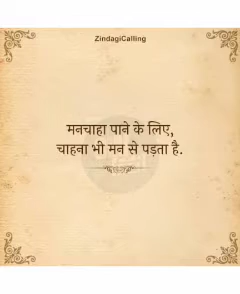 ZindagiCalling
मनचाहा पाने के लिए,
चाहना भी मन से पड़ता है.